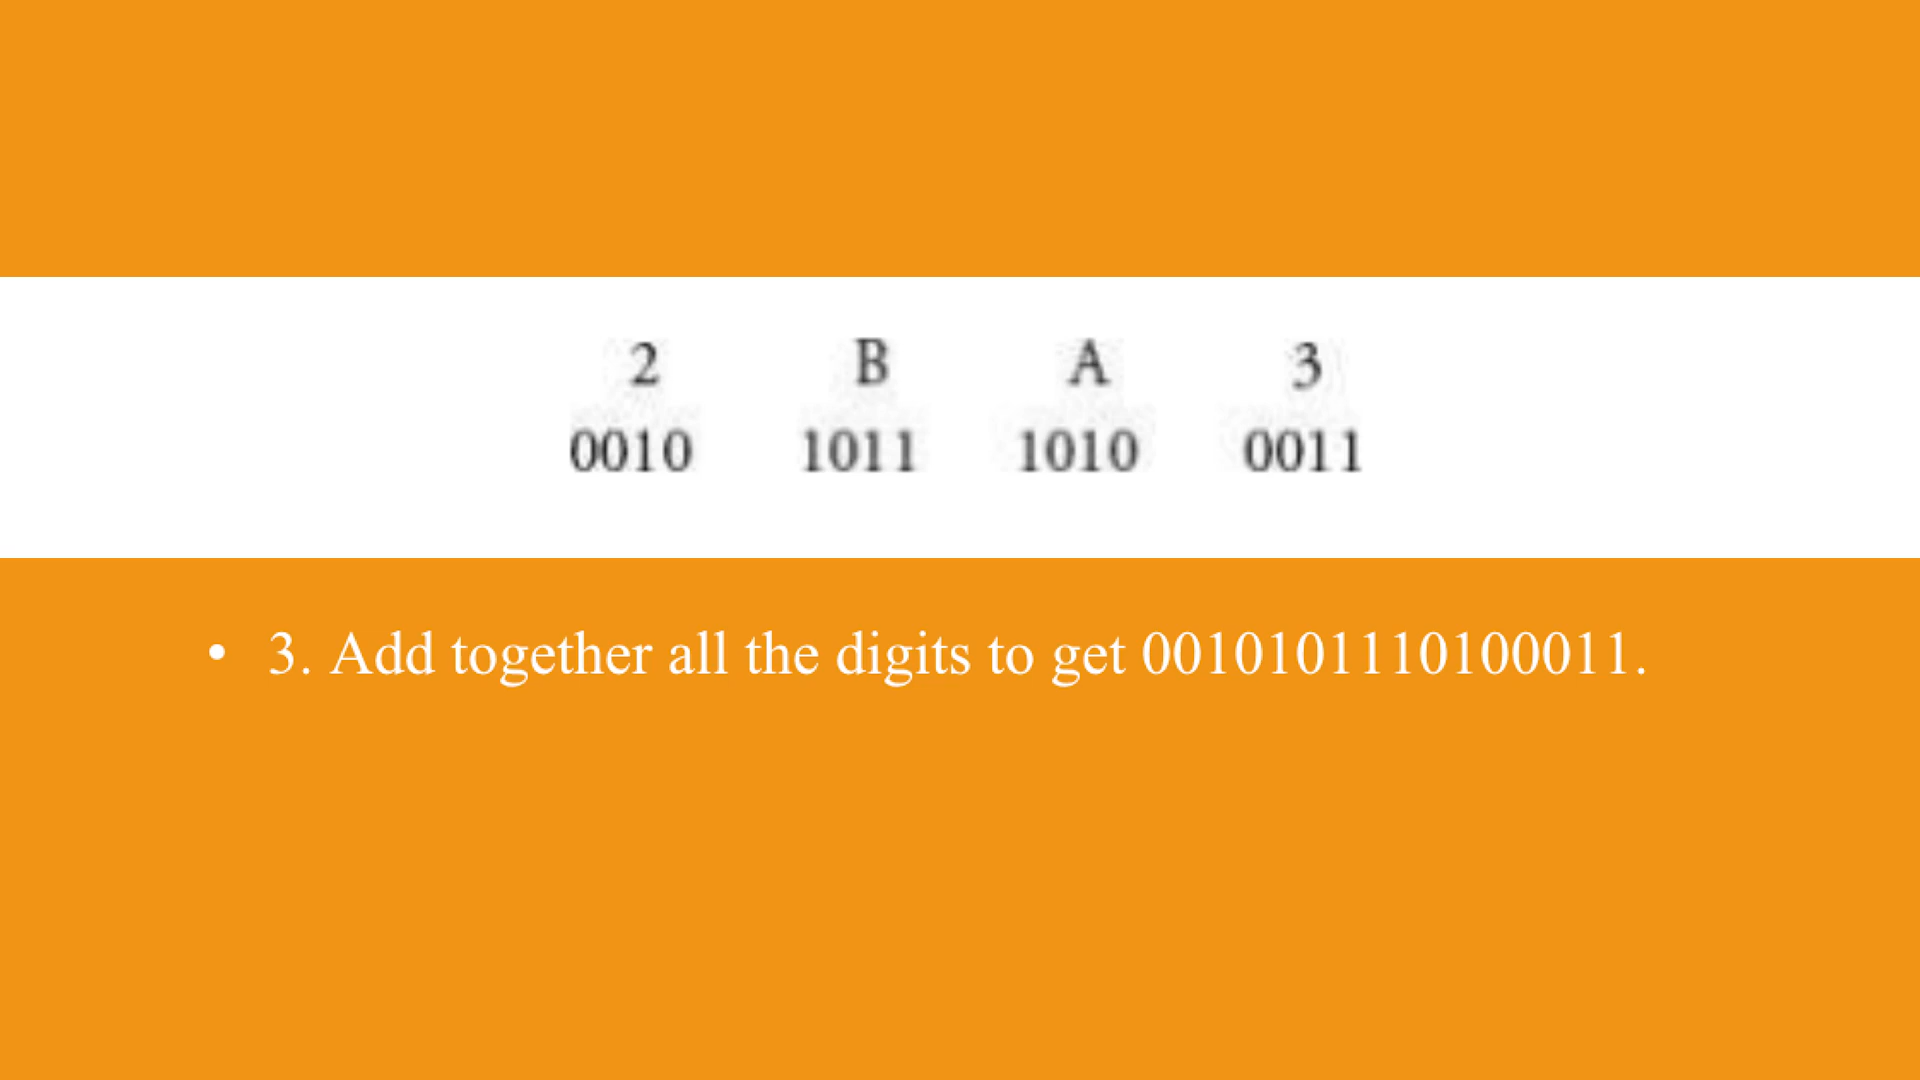 2 B A 3
0010 1011 1010 0011
• 3. Add together all the digits to get 0010101110100011.